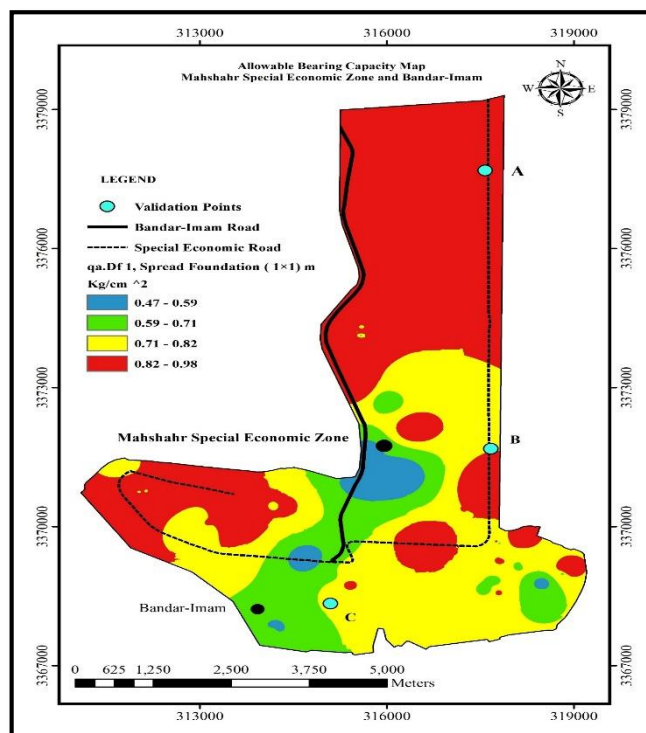 313000 316000 319000
Allowable Bearing Capacity Map
Mahshahr Special Economic Zone and Bandar-Imam
N
W E
S
3379000 3379000
LEGEND
Validation Points
Bandar-Imam Road
Special Economic Road
qa.Df 1, Spread Foundation ( 1×1) m
Kg/cm ^2
0.47 - 0.59
0.59 - 0.71
0.71 - 0.82
0.82 - 0.98
A
3376000 3376000
3373000 3373000
Mahshahr Special Economic Zone
B
3370000 3370000
Bandar-Imam
C
3367000 3367000
0 625 1,250 2,500 3,750 5,000
Meters
313000 316000 319000